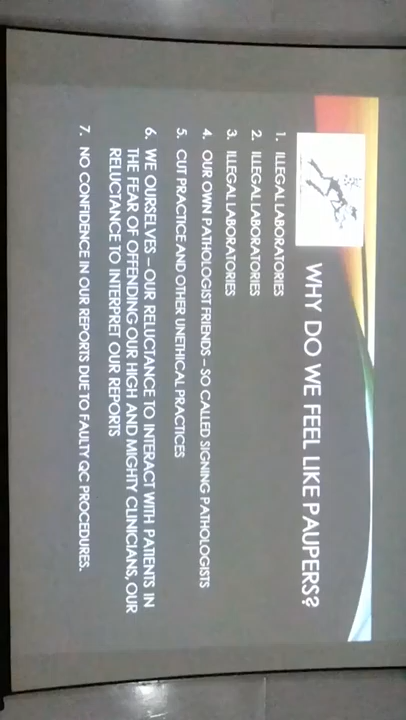 WHY DO WE FEEL LIKE PAUPERS?
1. ILLEGAL LABORATORIES
2. ILLEGAL LABORATORIES
3. ILLEGAL LABORATORIES
4. OUR OWN PATHOLOGIST FRIENDS – SO CALLED SIGNING PATHOLOGISTS
5. CUT PRACTICE AND OTHER UNETHICAL PRACTICES
6. WE OURSELVES – OUR RELUCTANCE TO INTERACT WITH PATIENTS IN
THE FEAR OF OFFENDING OUR HIGH AND MIGHTY CLINICIANS, OUR
RELUCTANCE TO INTERPRET OUR REPORTS
7. NO CONFIDENCE IN OUR REPORTS DUE TO FAULTY QC PROCEDURES.